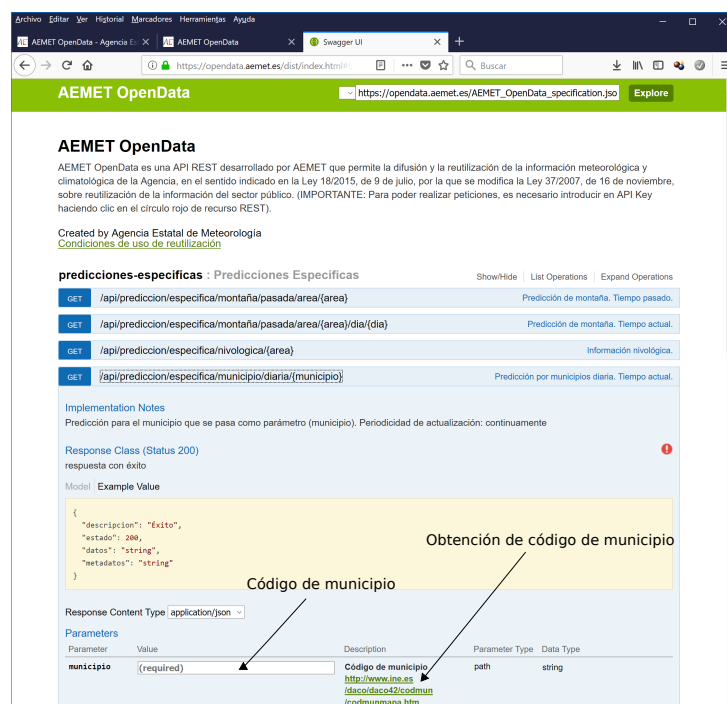 Archivo Editar Ver Historial Marcadores Herramientas Ayuda
AEMET OpenData - Agencia Es
AEMET OpenData
Swagger UI
https://opendata.aemet.es/dist/index.html#
Buscar
AEMET OpenData
https://opendata.aemet.es/AEMET_OpenData_specification.jso
Explore
AEMET OpenData
AEMET OpenData es una API REST desarrollado por AEMET que permite la difusión y la reutilización de la información meteorológica y
climatológica de la Agencia, en el sentido indicado en la Ley 18/2015, de 9 de julio, por la que se modifica la Ley 37/2007, de 16 de noviembre,
sobre reutilización de la información del sector público. (IMPORTANTE: Para poder realizar peticiones, es necesario introducir en API Key
haciendo clic en el círculo rojo de recurso REST).
Created by Agencia Estatal de Meteorología
Condiciones de uso de reutilización
predicciones-especificas : Predicciones Especificas
Show/Hide List Operations Expand Operations
GET /api/prediccion/especifica/montaña/pasada/area/{area} Predicción de montaña. Tiempo pasado.
GET /api/prediccion/especifica/montaña/pasada/area/{area}/dia/{dia} Predicción de montaña. Tiempo actual.
GET /api/prediccion/especifica/nivologica/{area} Información nivológica.
GET /api/prediccion/especifica/municipio/diaria/{municipio} Predicción por municipios diaria. Tiempo actual.
Implementation Notes
Predicción para el municipio que se pasa como parámetro (municipio). Periodicidad de actualización: continuamente
Response Class (Status 200)
respuesta con éxito
Model Example Value
{
"descripcion": "Éxito",
"estado": 200,
"datos": "string",
"metadatos": "string"
}
Obtención de código de municipio
Código de municipio
Response Content Type application/json
Parameters
Parameter Value Description Parameter Type Data Type
municipio (required) Código de municipio path string
http://www.ine.es
/daco/daco42/codmun
/codmunmapa.htm